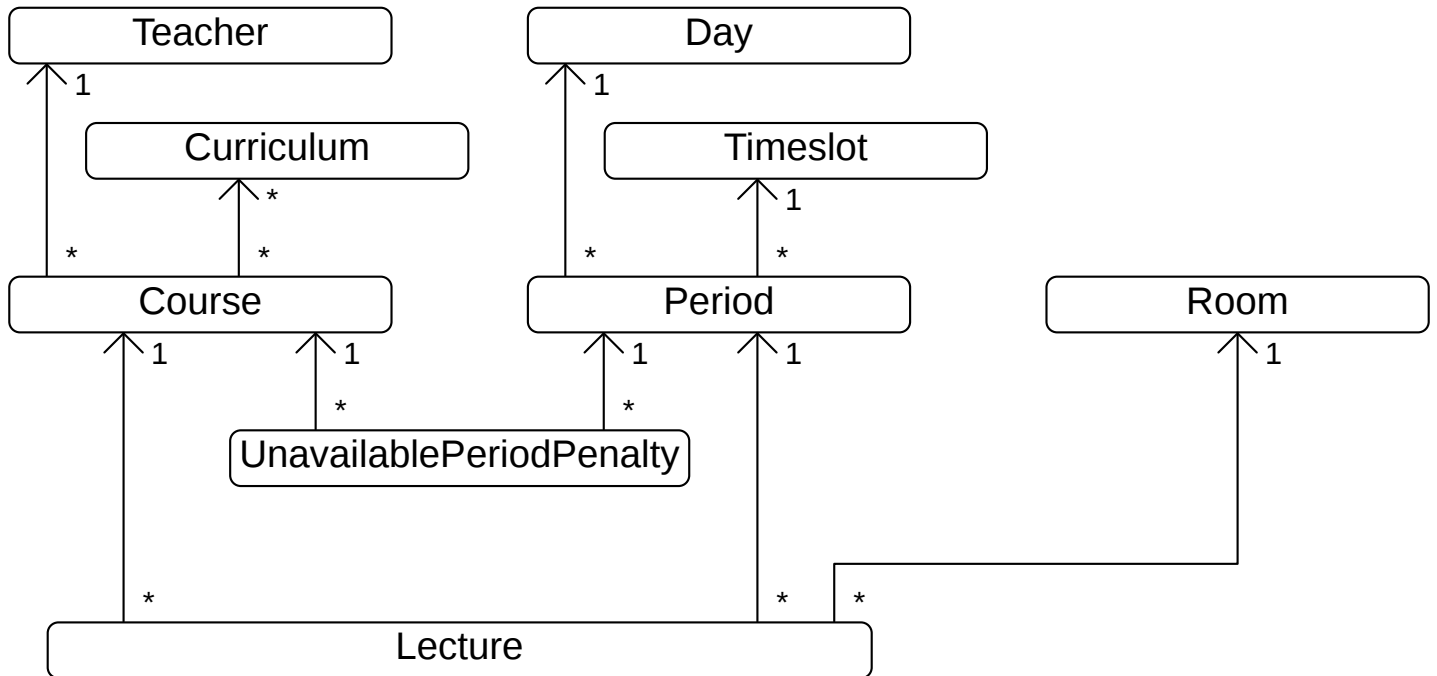 Teacher
Day
1
1
Curriculum
Timeslot
*
1
*
*
*
*
Course
Period
Room
1
1
1
1
1
*
*
UnavailablePeriodPenalty
*
*
*
Lecture